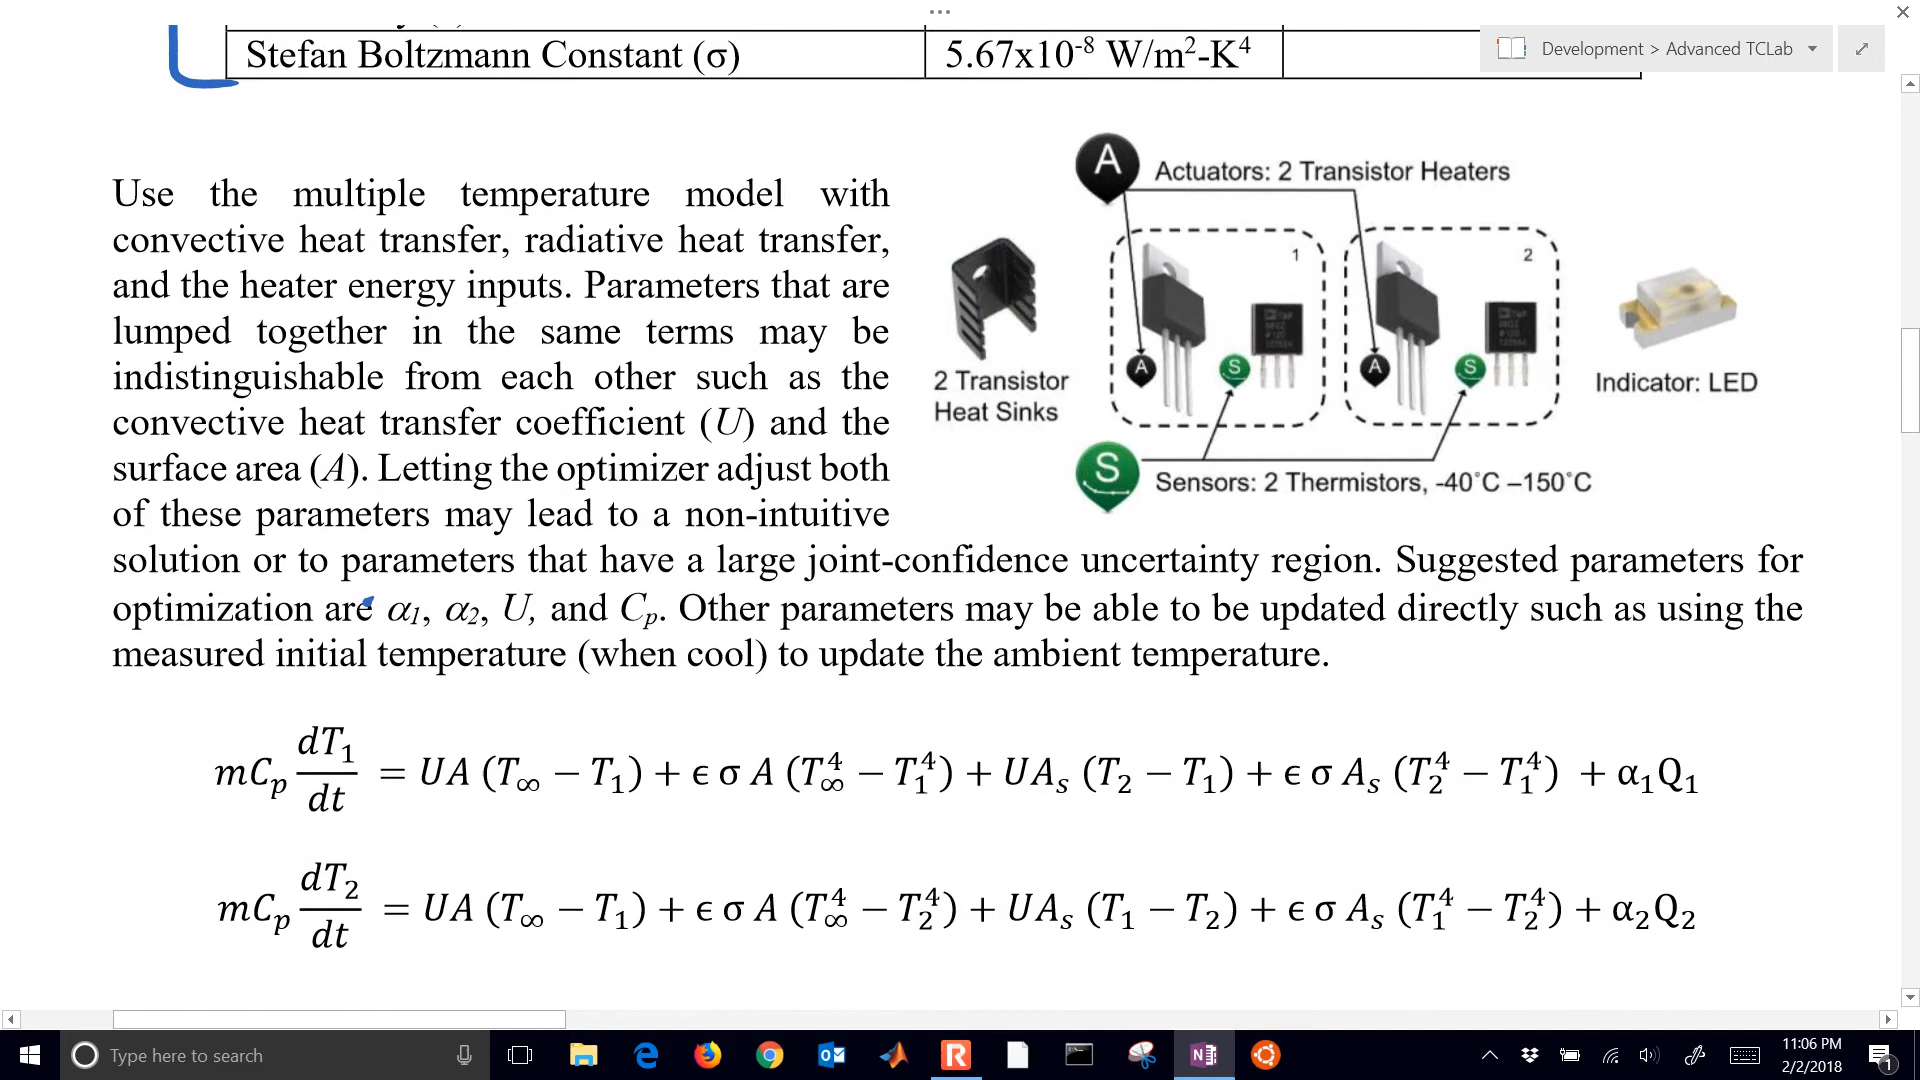 Stefan Boltzmann Constant (σ) 5.67x10⁻⁸ W/m²-K⁴
Development > Advanced TCLab
Use the multiple temperature model with
convective heat transfer, radiative heat transfer,
and the heater energy inputs. Parameters that are
lumped together in the same terms may be
indistinguishable from each other such as the
convective heat transfer coefficient (U) and the
surface area (A). Letting the optimizer adjust both
of these parameters may lead to a non-intuitive
solution or to parameters that have a large joint-confidence uncertainty region. Suggested parameters for
optimization are α₁, α₂, U, and Cₚ. Other parameters may be able to be updated directly such as using the
measured initial temperature (when cool) to update the ambient temperature.
A
Actuators: 2 Transistor Heaters
1
2
A
S
A
S
2 Transistor
Heat Sinks
Indicator: LED
S
Sensors: 2 Thermistors, -40˚C –150˚C
mCₚ dT₁/dt = UA (T∞ − T₁) + ϵ σ A (T∞⁴ − T₁⁴) + UAₛ (T₂ − T₁) + ϵ σ Aₛ (T₂⁴ − T₁⁴) + α₁Q₁
mCₚ dT₂/dt = UA (T∞ − T₁) + ϵ σ A (T∞⁴ − T₂⁴) + UAₛ (T₁ − T₂) + ϵ σ Aₛ (T₁⁴ − T₂⁴) + α₂Q₂
Type here to search
11:06 PM
2/2/2018
1